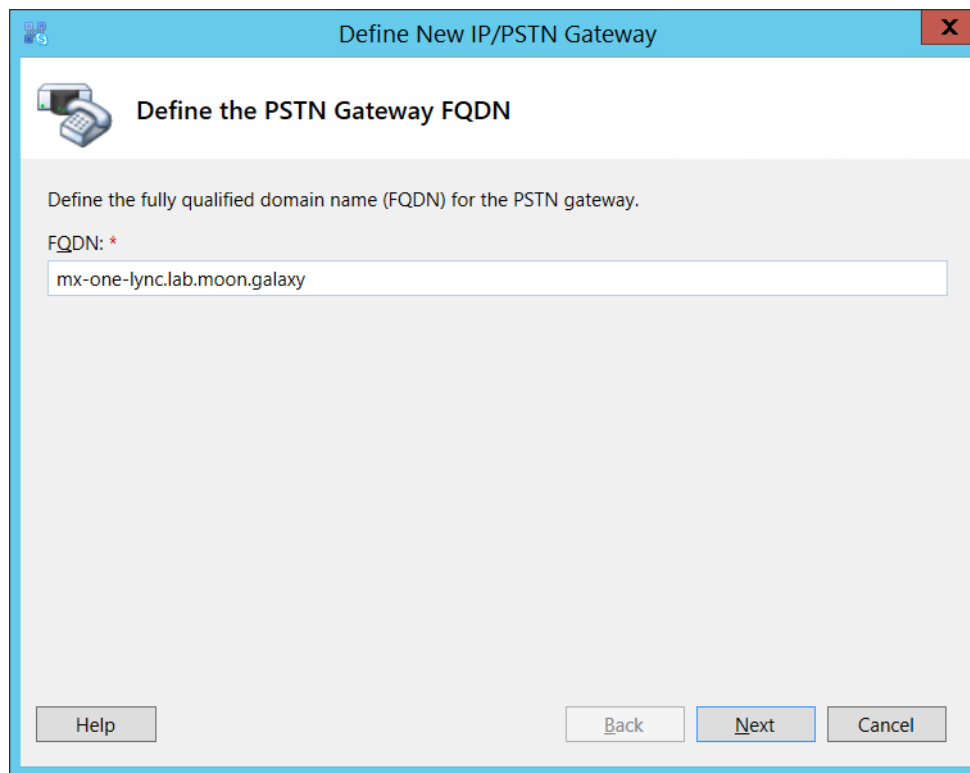 Define New IP/PSTN Gateway
X
Define the PSTN Gateway FQDN
Define the fully qualified domain name (FQDN) for the PSTN gateway.
FQDN: *
mx-one-lync.lab.moon.galaxy
Help Back Next Cancel